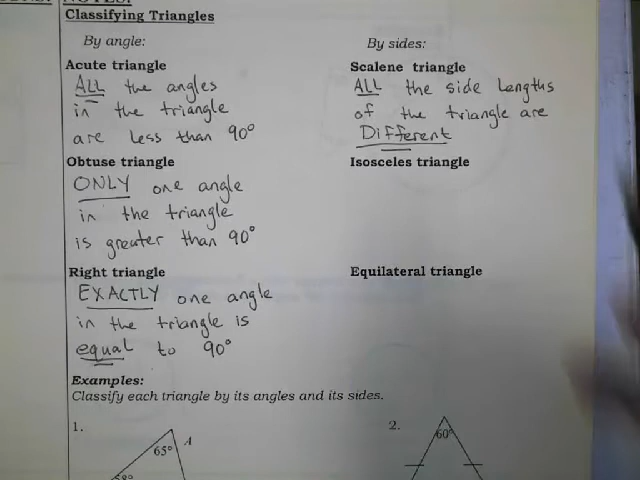 NOTES:
Classifying Triangles
By angle:
By sides:
Acute triangle
ALL the angles
in the triangle
are less than 90°
Scalene triangle
ALL the side lengths
of the triangle are
Different
Obtuse triangle
ONLY one angle
in the triangle
is greater than 90°
Isosceles triangle
Right triangle
EXACTLY one angle
in the triangle is
equal to 90°
Equilateral triangle
Examples:
Classify each triangle by its angles and its sides.
1.
A
65°
2.
60°